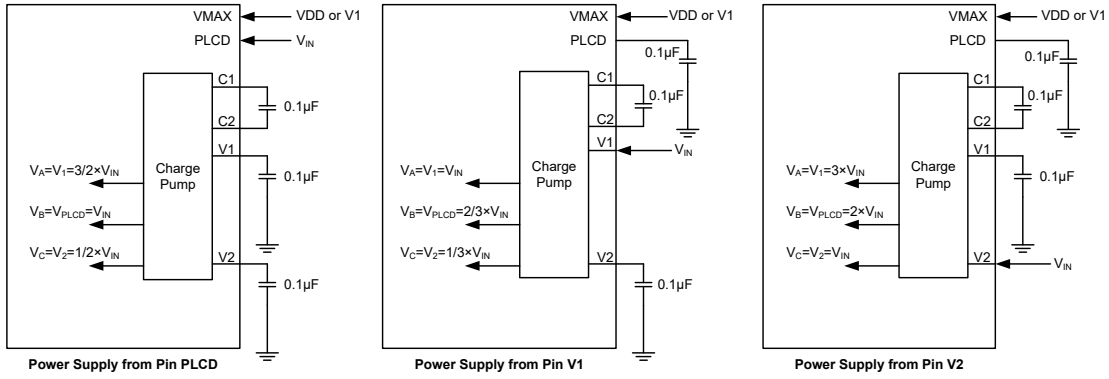 VMAX
VDD or V1
PLCD
VIN
C1
0.1µF
C2
V1
Charge
Pump
0.1µF
VA=V1=3/2×VIN
VB=VPLCD=VIN
VC=V2=1/2×VIN
V2
0.1µF
Power Supply from Pin PLCD
VMAX
VDD or V1
PLCD
0.1µF
C1
0.1µF
C2
V1
VIN
Charge
Pump
VA=V1=VIN
VB=VPLCD=2/3×VIN
VC=V2=1/3×VIN
V2
0.1µF
Power Supply from Pin V1
VMAX
VDD or V1
PLCD
0.1µF
C1
0.1µF
C2
V1
Charge
Pump
0.1µF
VA=V1=3×VIN
VB=VPLCD=2×VIN
VC=V2=VIN
V2
VIN
Power Supply from Pin V2